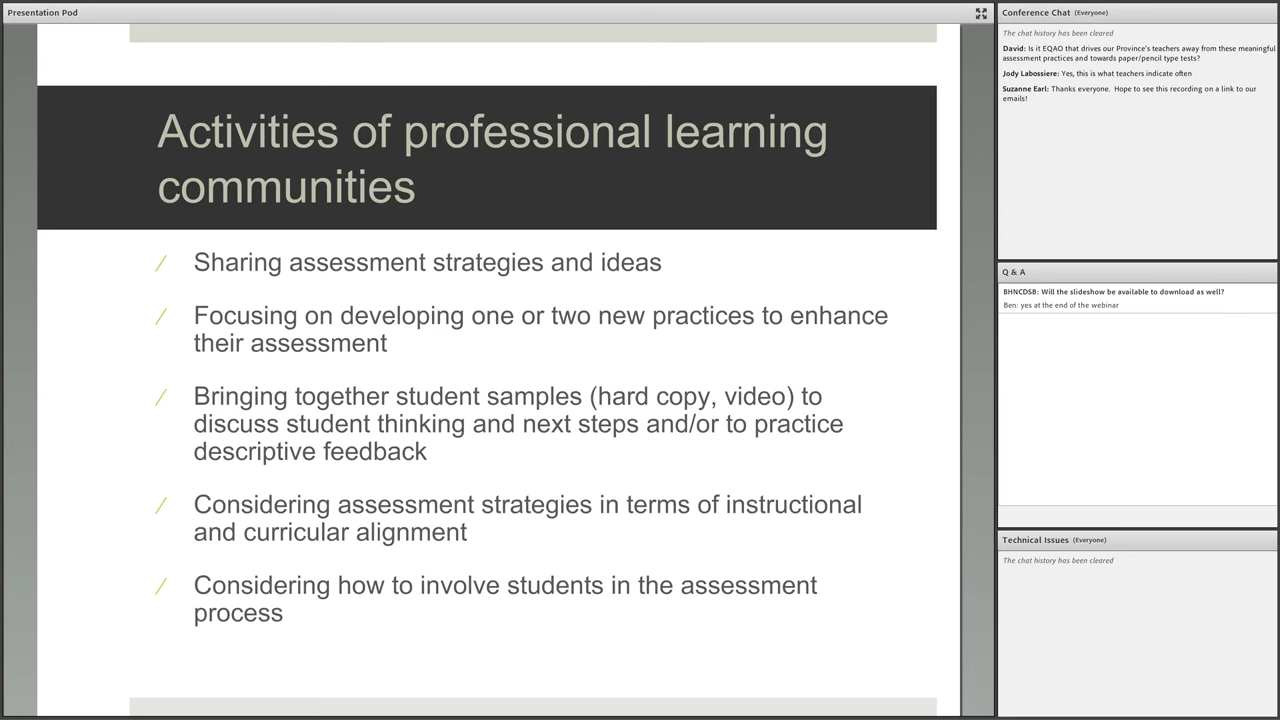 Presentation Pod
Activities of professional learning
communities
Sharing assessment strategies and ideas
Focusing on developing one or two new practices to enhance
their assessment
Bringing together student samples (hard copy, video) to
discuss student thinking and next steps and/or to practice
descriptive feedback
Considering assessment strategies in terms of instructional
and curricular alignment
Considering how to involve students in the assessment
process
Conference Chat (Everyone)
The chat history has been cleared
David: Is it EQAO that drives our Province's teachers away from these meaningful
assessment practices and towards paper/pencil type tests?
Jody Labossiere: Yes, this is what teachers indicate often
Suzanne Earl: Thanks everyone. Hope to see this recording on a link to our
emails!
Q & A
BHNCDSB: Will the slideshow be available to download as well?
Ben: yes at the end of the webinar
Technical Issues (Everyone)
The chat history has been cleared